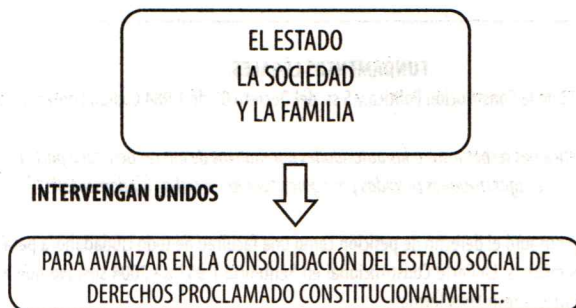 EL ESTADO
LA SOCIEDAD
Y LA FAMILIA
INTERVENGAN UNIDOS
PARA AVANZAR EN LA CONSOLIDACIÓN DEL ESTADO SOCIAL DE
DERECHOS PROCLAMADO CONSTITUCIONALMENTE.